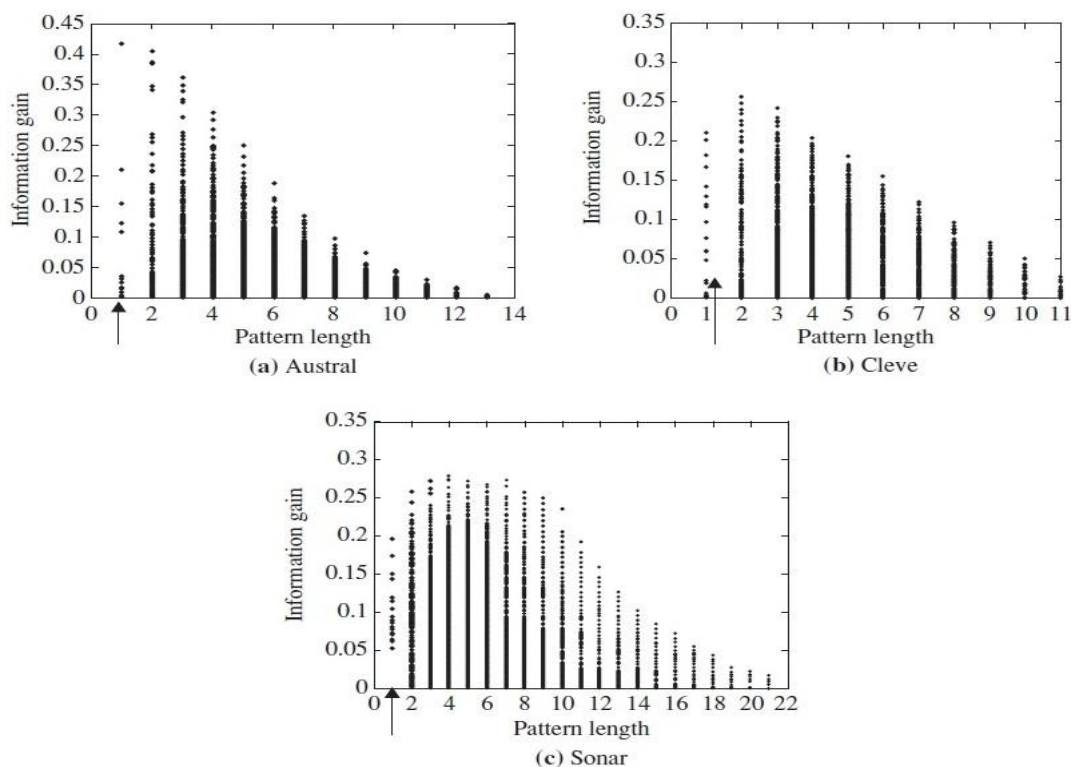 0.45
0.4
0.35
0.3
0.25
0.2
0.15
0.1
0.05
0
Information gain
0 2 4 6 8 10 12 14
Pattern length
(a) Austral
0.35
0.3
0.25
0.2
0.15
0.1
0.05
0
Information gain
0 1 2 3 4 5 6 7 8 9 10 11
Pattern length
(b) Cleve
0.35
0.3
0.25
0.2
0.15
0.1
0.05
0
Information gain
0 2 4 6 8 10 12 14 16 18 20 22
Pattern length
(c) Sonar